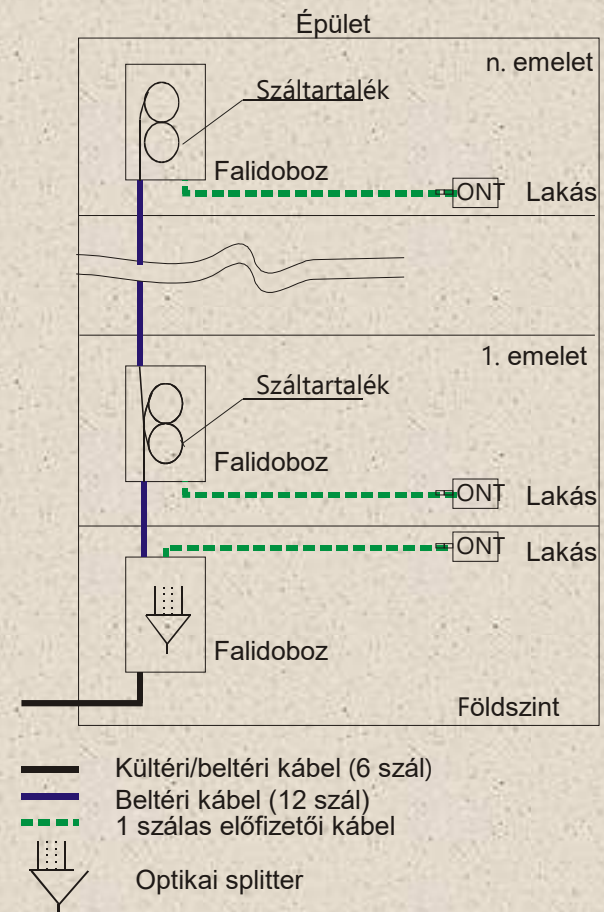 Épület
n. emelet
Száltartalék
Falidoboz
ONT Lakás
1. emelet
Száltartalék
Falidoboz
ONT Lakás
ONT Lakás
Falidoboz
Földszint
Kültéri/beltéri kábel (6 szál)
Beltéri kábel (12 szál)
1 szálas előfizetői kábel
Optikai splitter